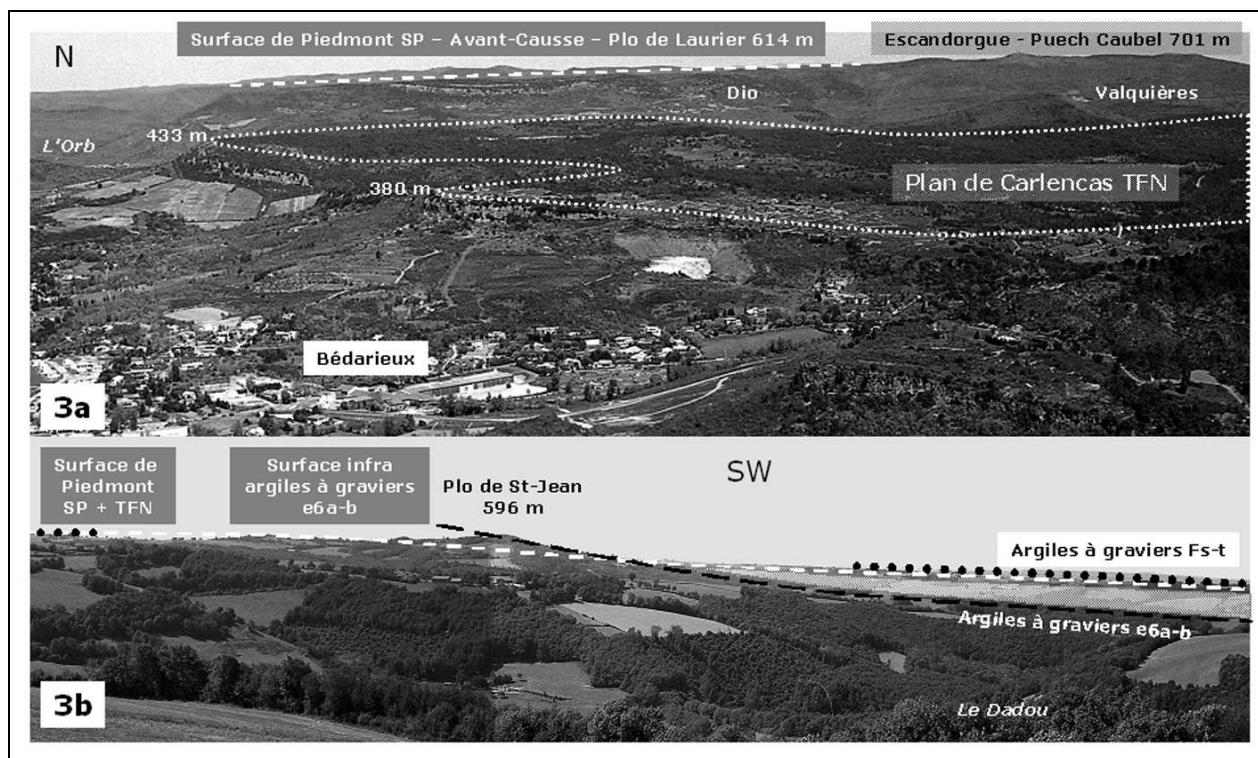 Surface de Piedmont SP – Avant-Causse – Plo de Laurier 614 m
Escandorgue - Puech Caubel 701 m
N
Dio
Valquières
433 m
L'Orb
380 m
Plan de Carlencas TFN
Bédarieux
3a
Surface de
Piedmont
SP + TFN
Surface infra
argiles à graviers
e6a-b
Plo de St-Jean
596 m
SW
Argiles à graviers Fs-t
Argiles à graviers e6a-b
3b
Le Dadou